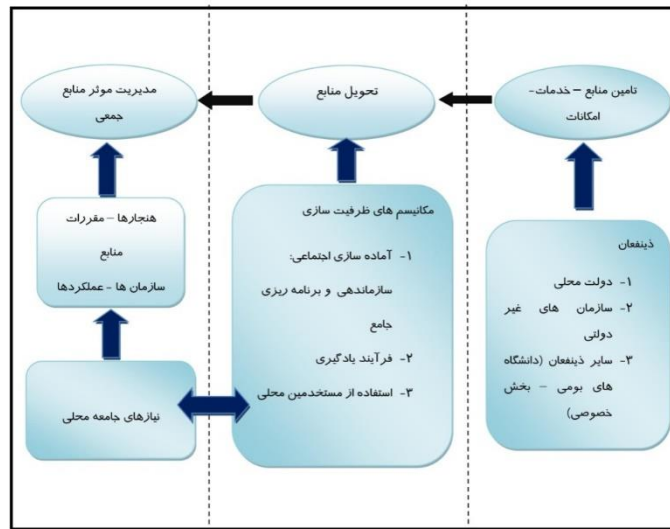 تامین منابع – خدمات-
امکانات
تحویل منابع
مدیریت موثر منابع
جمعی
ذینفعان
۱- دولت محلی
۲- سازمان های غیر
دولتی
۳- سایر ذینفعان (دانشگاه
های بومی – بخش
خصوصی)
مکانیسم های ظرفیت سازی
۱- آماده سازی اجتماعی:
سازماندهی و برنامه ریزی
جامع
۲- فرآیند یادگیری
۳- استفاده از مستخدمین محلی
هنجارها – مقررات
منابع
سازمان ها - عملکردها
نیازهای جامعه محلی